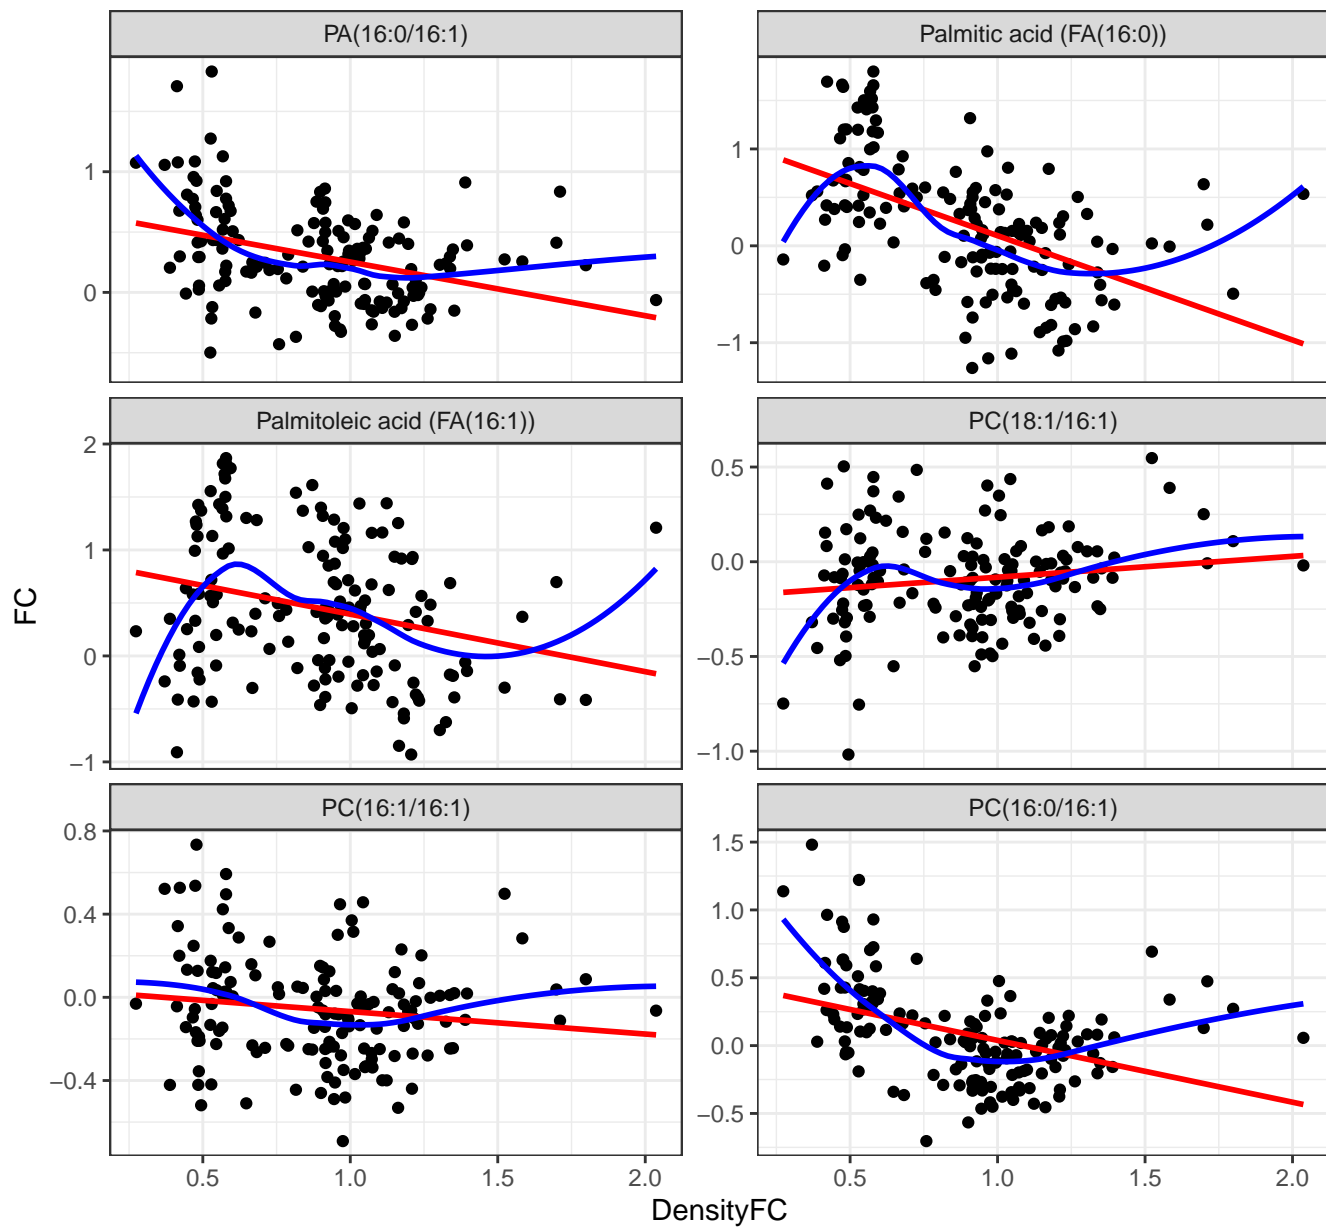 PA(16:0/16:1)
Palmitic acid (FA(16:0))
1
0
1
0
−1
Palmitoleic acid (FA(16:1))
PC(18:1/16:1)
2
1
0
−1
0.5
0.0
−0.5
−1.0
PC(16:1/16:1)
PC(16:0/16:1)
0.8
0.4
0.0
−0.4
1.5
1.0
0.5
0.0
−0.5
0.5 1.0 1.5 2.0
0.5 1.0 1.5 2.0
DensityFC
FC